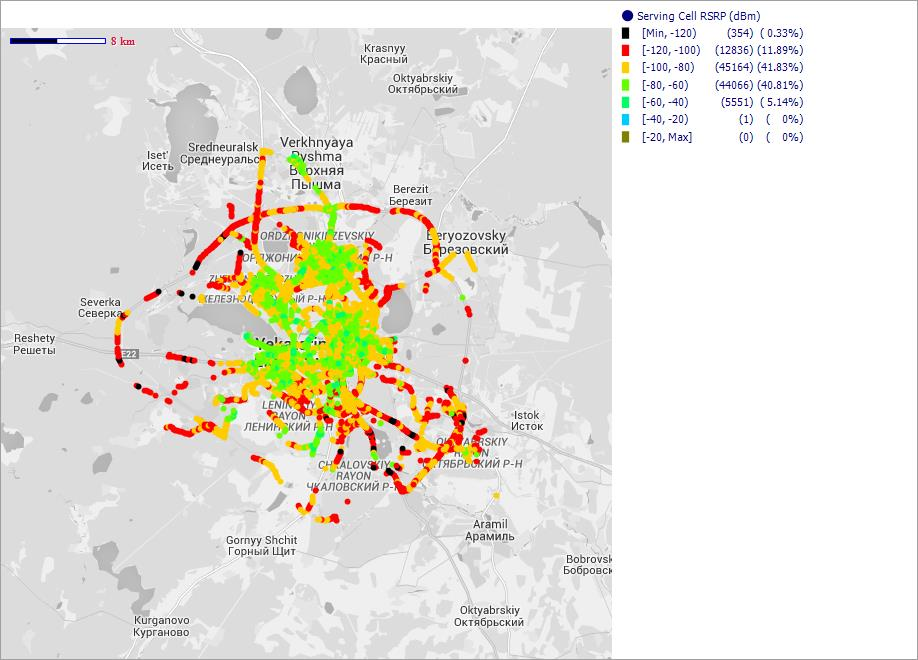 8 km
Krasnyy
Красный
Oktyabrskiy
Октябрьский
Sredneuralsk
Среднеуральс
Verkhnyaya
Pyshma
Верхняя
Пышма
Iset'
Исеть
Berezit
Березит
Beryozovsky
Берёзовский
Severka
Северка
Reshety
Решеты
E22
Istok
Исток
CHKALOVSKIY
RAYON
ЧКАЛОВСКИЙ Р-Н
LENINSKIY
RAYON
ЛЕНИНСКИЙ Р-Н
Aramil
Арамиль
Gornyy Shchit
Горный Щит
Bobrovsk
Бобровск
Oktyabrskiy
Октябрьский
Kurganovo
Курганово
Serving Cell RSRP (dBm)
[Min, -120) (354) ( 0.33%)
[-120, -100) (12836) (11.89%)
[-100, -80) (45164) (41.83%)
[-80, -60) (44066) (40.81%)
[-60, -40) (5551) ( 5.14%)
[-40, -20) (1) ( 0%)
[-20, Max] (0) ( 0%)